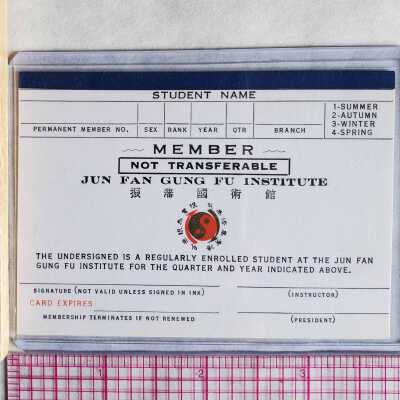 STUDENT NAME
PERMANENT MEMBER NO. SEX RANK YEAR QTR BRANCH
1-SUMMER
2-AUTUMN
3-WINTER
4-SPRING
MEMBER
NOT TRANSFERABLE
JUN FAN GUNG FU INSTITUTE
振藩國術館
THE UNDERSIGNED IS A REGULARLY ENROLLED STUDENT AT THE JUN FAN
GUNG FU INSTITUTE FOR THE QUARTER AND YEAR INDICATED ABOVE.
SIGNATURE (NOT VALID UNLESS SIGNED IN INK)
(INSTRUCTOR)
CARD EXPIRES
MEMBERSHIP TERMINATES IF NOT RENEWED
(PRESIDENT)
1 2 3